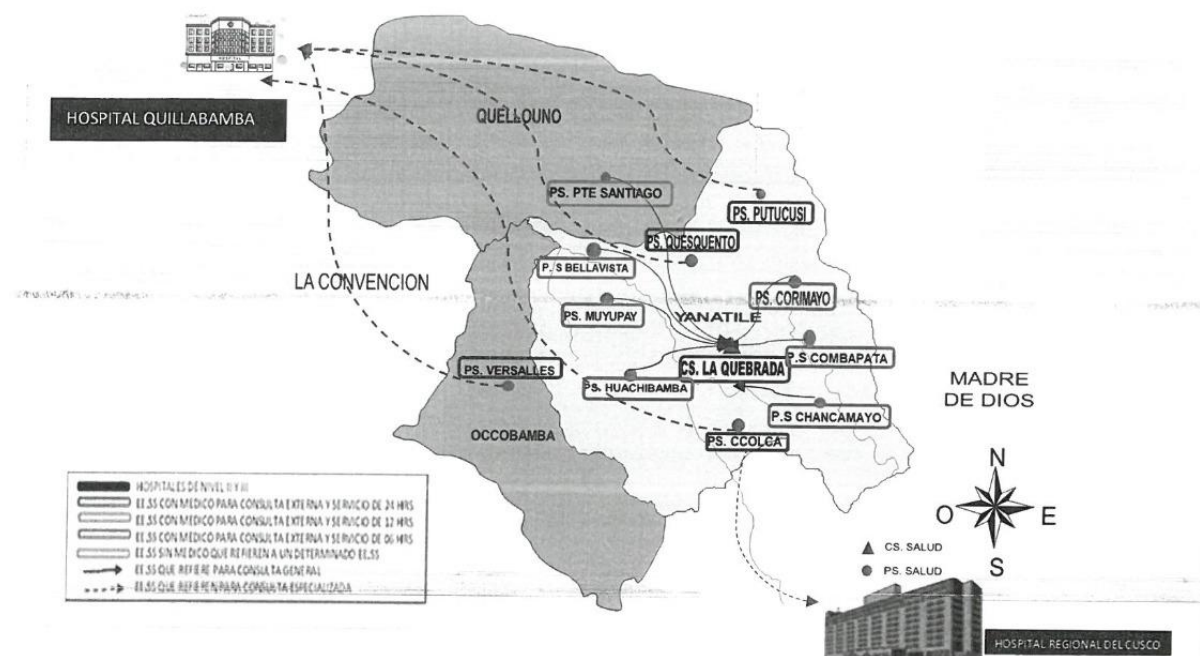 HOSPITAL
HOSPITAL QUILLABAMBA
QUELLOUNO
PS. PTE SANTIAGO
PS. PUTUCUSI
PS. QUESQUENTO
P. S BELLAVISTA
LA CONVENCION
PS. CORIMAYO
PS. MUYUPAY
YANATILE
P.S COMBAPATA
CS. LA QUEBRADA
PS. VERSALLES
PS. HUACHIBAMBA
MADRE
DE DIOS
P.S CHANCAMAYO
OCCOBAMBA
PS. CCOLCA
HOSPITALES DE NIVEL II Y III
EE.SS CON MEDICO PARA CONSULTA EXTERNA Y SERVICIO DE 24 HRS
EE.SS CON MEDICO PARA CONSULTA EXTERNA Y SERVICIO DE 12 HRS
EE.SS CON MEDICO PARA CONSULTA EXTERNA Y SERVICIO DE 06 HRS
EE.SS SIN MEDICO QUE REFIEREN A UN DETERMINADO EE.SS
EE.SS QUE REFIERE PARA CONSULTA GENERAL
EE.SS QUE REFIEREN PARA CONSULTA ESPECIALIZADA
N
O
E
S
CS. SALUD
PS. SALUD
HOSPITAL REGIONAL DEL CUSCO